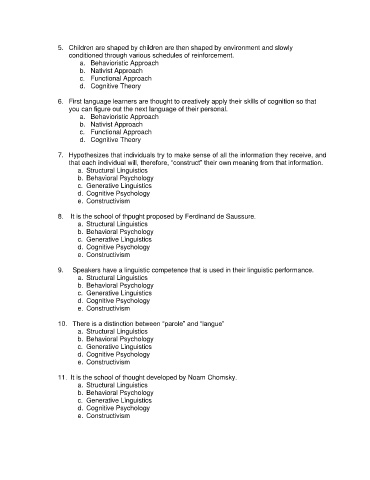 5. Children are shaped by children are then shaped by environment and slowly
conditioned through various schedules of reinforcement.
a. Behavioristic Approach
b. Nativist Approach
c. Functional Approach
d. Cognitive Theory
6. First language learners are thought to creatively apply their skills of cognition so that
you can figure out the next language of their personal.
a. Behavioristic Approach
b. Nativist Approach
c. Functional Approach
d. Cognitive Theory
7. Hypothesizes that individuals try to make sense of all the information they receive, and
that each individual will, therefore, “construct” their own meaning from that information.
a. Structural Linguistics
b. Behavioral Psychology
c. Generative Linguistics
d. Cognitive Psychology
e. Constructivism
8. It is the school of thpught proposed by Ferdinand de Saussure.
a. Structural Linguistics
b. Behavioral Psychology
c. Generative Linguistics
d. Cognitive Psychology
e. Constructivism
9. Speakers have a linguistic competence that is used in their linguistic performance.
a. Structural Linguistics
b. Behavioral Psychology
c. Generative Linguistics
d. Cognitive Psychology
e. Constructivism
10. There is a distinction between “parole” and “langue”
a. Structural Linguistics
b. Behavioral Psychology
c. Generative Linguistics
d. Cognitive Psychology
e. Constructivism
11. It is the school of thought developed by Noam Chomsky.
a. Structural Linguistics
b. Behavioral Psychology
c. Generative Linguistics
d. Cognitive Psychology
e. Constructivism